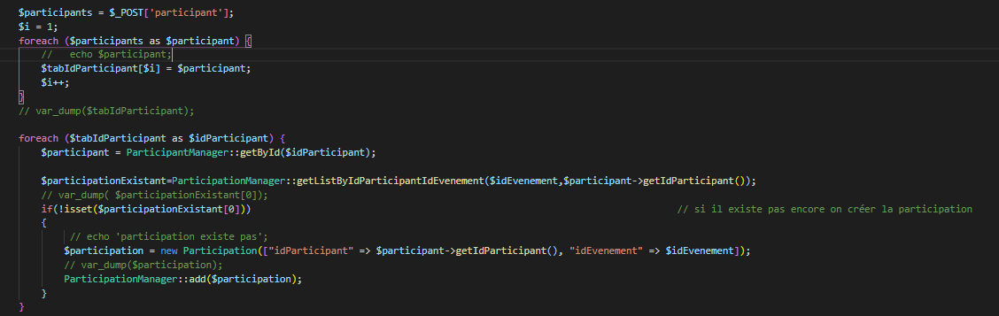 $participants = $_POST['participant'];
$i = 1;
foreach ($participants as $participant) {
//   echo $participant;
$tabIdParticipant[$i] = $participant;
$i++;
}
// var_dump($tabIdParticipant);
foreach ($tabIdParticipant as $idParticipant) {
$participant = ParticipantManager::getById($idParticipant);
$participationExistant=ParticipationManager::getListByIdParticipantIdEvenement($idEvenement,$participant->getIdParticipant());
// var_dump( $participationExistant[0]);
if(!isset($participationExistant[0])) // si il existe pas encore on créer la participation
{
// echo 'participation existe pas';
$participation = new Participation(["idParticipant" => $participant->getIdParticipant(), "idEvenement" => $idEvenement]);
// var_dump($participation);
ParticipationManager::add($participation);
}
}